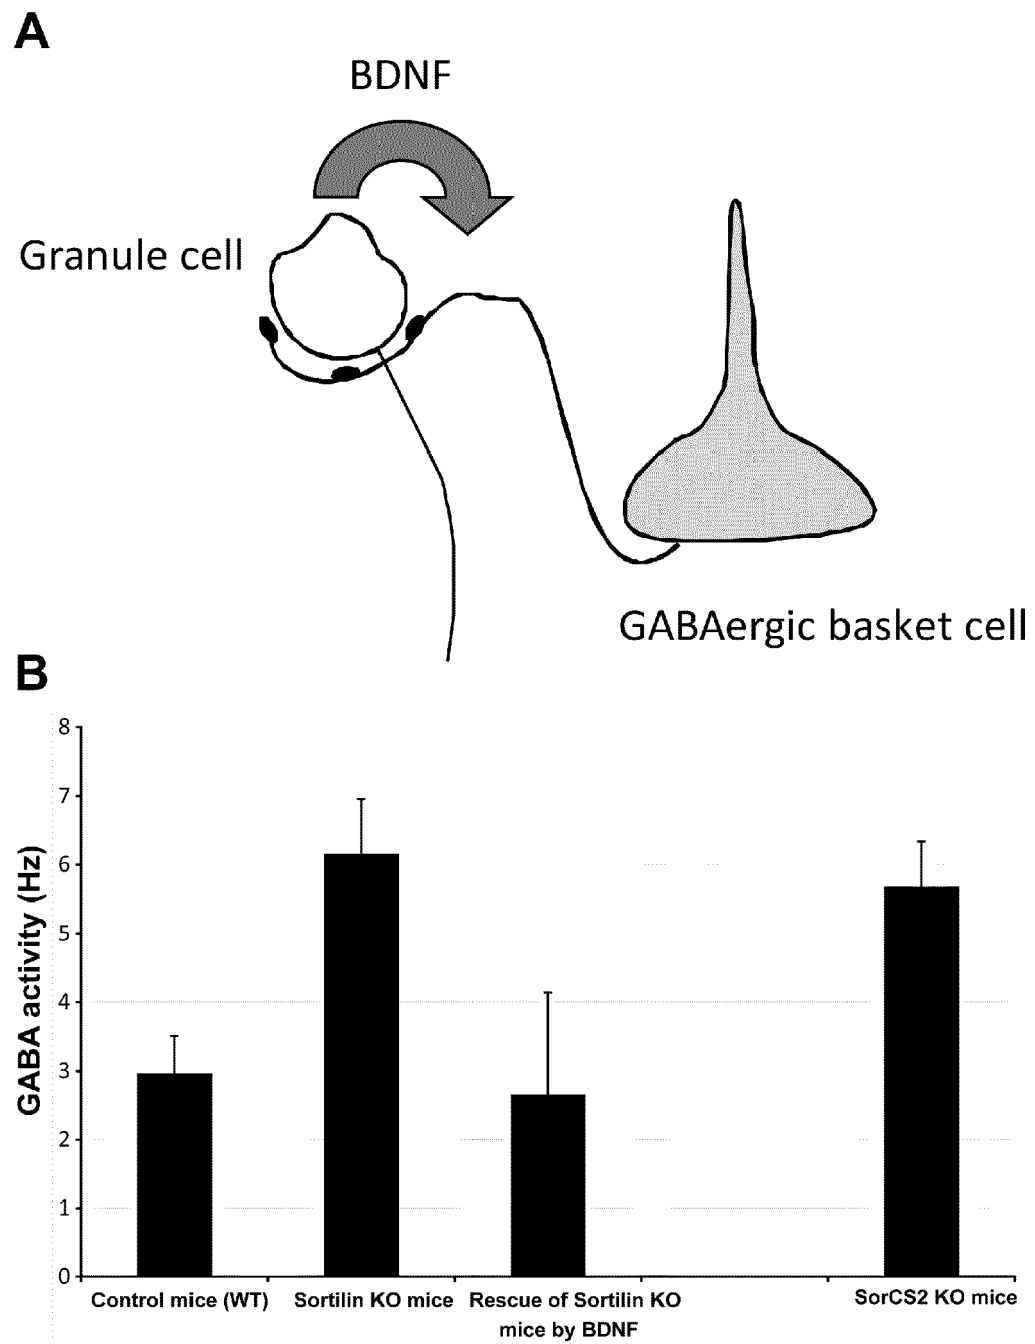 A
BDNF
Granule cell
GABAergic basket cell
B
GABA activity (Hz)
8
7
6
5
4
3
2
1
0
Control mice (WT)
Sortilin KO mice
Rescue of Sortilin KO
mice by BDNF
SorCS2 KO mice